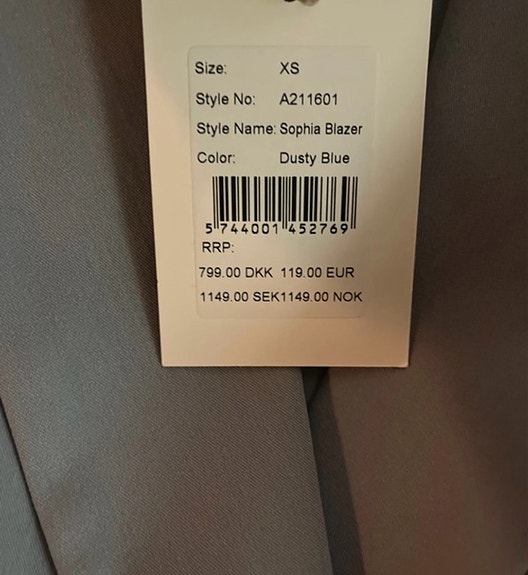 Size: XS
Style No: A211601
Style Name: Sophia Blazer
Color: Dusty Blue
5 744001 452769
RRP:
799.00 DKK 119.00 EUR
1149.00 SEK1149.00 NOK